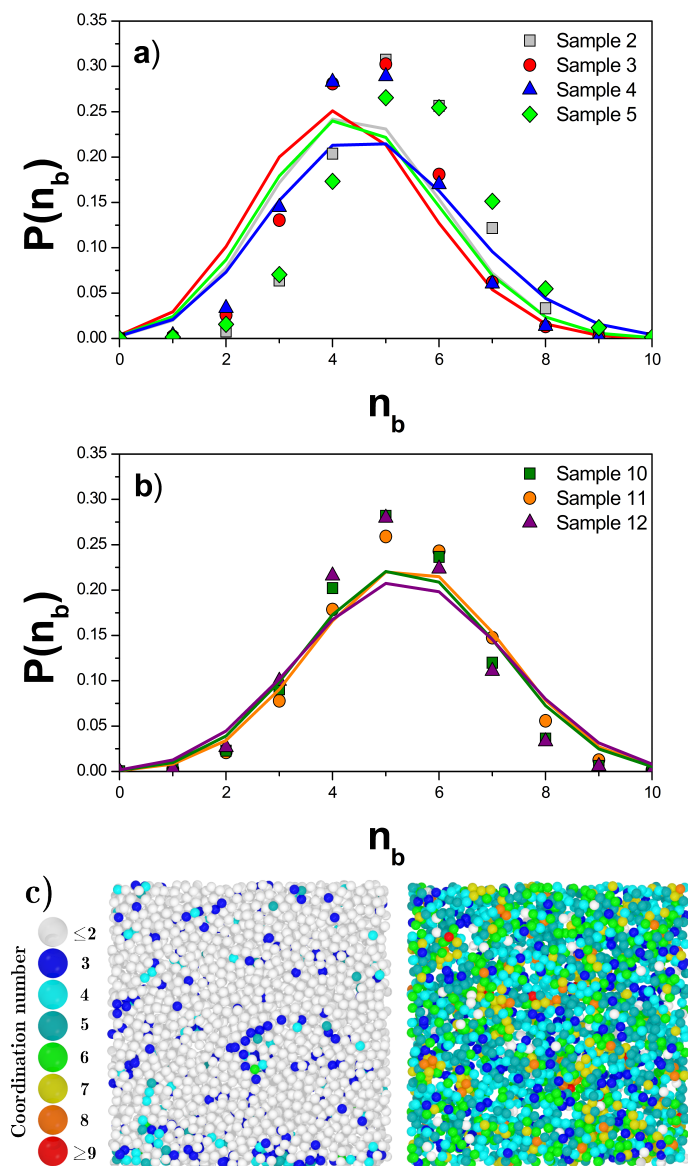 a)
Sample 2
Sample 3
Sample 4
Sample 5
P(n_b)
0.35
0.30
0.25
0.20
0.15
0.10
0.05
0.00
0 2 4 6 8 10
n_b
b)
Sample 10
Sample 11
Sample 12
P(n_b)
0.35
0.30
0.25
0.20
0.15
0.10
0.05
0.00
0 2 4 6 8 10
n_b
c)
Coordination number
≤2
3
4
5
6
7
8
≥9